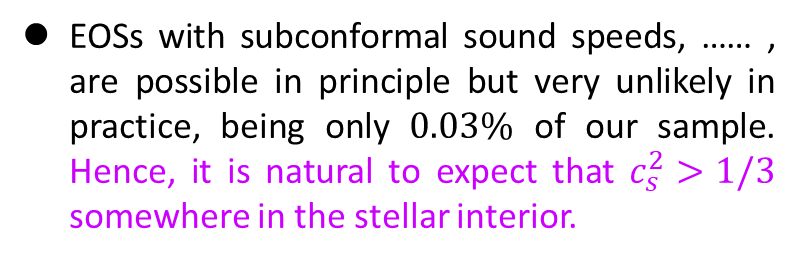 ● EOSs with subconformal sound speeds, ...... ,
are possible in principle but very unlikely in
practice, being only 0.03% of our sample.
Hence, it is natural to expect that $c_s^2 > 1/3$
somewhere in the stellar interior.